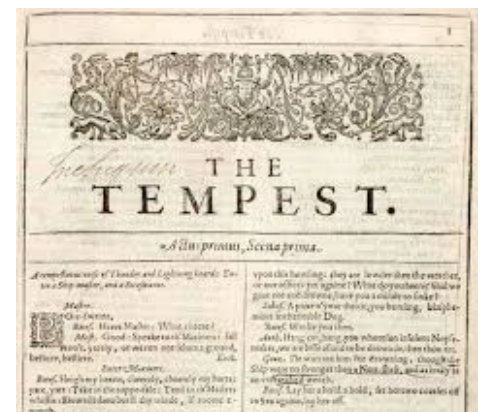 1
Inchiquin
THE
TEMPEST.
Actus primus, Scena prima.
A tempestuous noise of Thunder and Lightning heard: En-
ter a Ship-master, and a Boteswaine.
Master.
Bote-swaine.
Botes. Heere Master: What cheere?
Mast. Good: Speake to th'Mariners: fall
too't, yarely, or we run our selues a ground,
bestirre, bestirre. Exit.
Enter Mariners.
Botes. Heigh my hearts, cheerely, cheerely my harts:
yare, yare: Take in the toppe-sale: Tend to th'Masters
whistle: Blow till thou burst thy winde, if roome e-
vpon this handling: they are lowder then the weather,
or our office: yet againe? What do you heere? Shal we
giue ore and drowne, haue you a minde to sinke?
Sebas. A poxe o'your throat, you bawling, blasphe-
mous incharitable Dog.
Botes. Worke you then.
Anth. Hang cur, hang, you whoreson insolent Noyse-
maker, we are lesse afraid to be drownde, then thou art.
Gonz. I'le warrant him for drowning, though the
Ship were no stronger then a Nutt-shell, and as leaky as
an vnstanched wench.
Botes. Lay her a hold, a hold, set her two courses off
to Sea againe, lay her off.